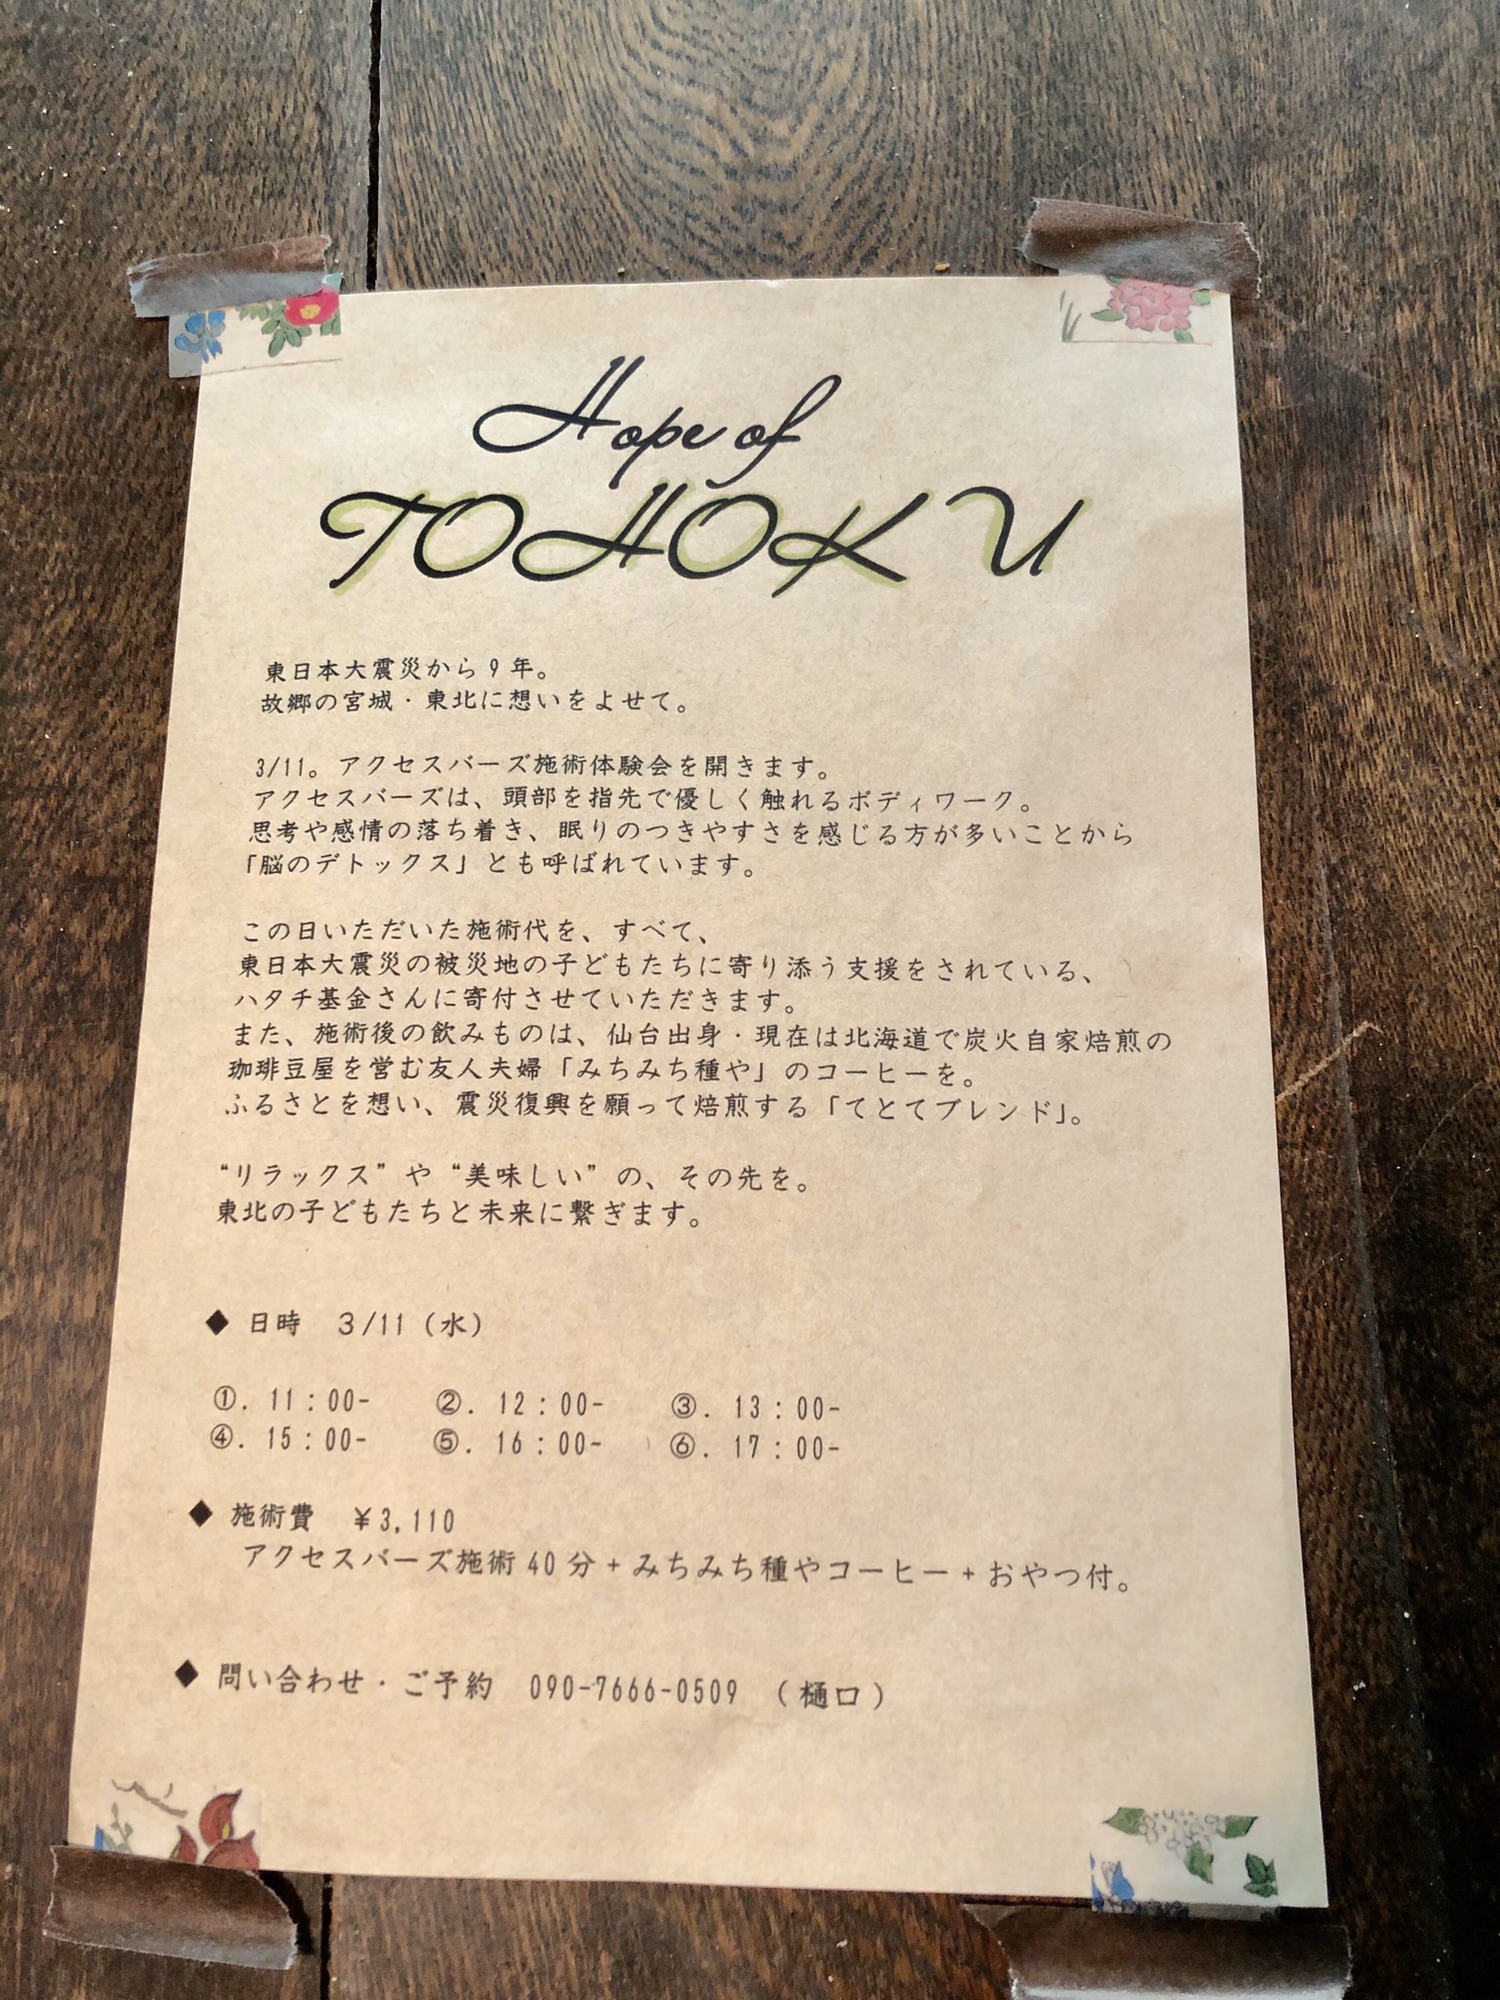 Hope of
TOHOKU
東日本大震災から9年。
故郷の宮城・東北に想いをよせて。
3/11。アクセスバーズ施術体験会を開きます。
アクセスバーズは、頭部を指先で優しく触れるボディワーク。
思考や感情の落ち着き、眠りのつきやすさを感じる方が多いことから
「脳のデトックス」とも呼ばれています。
この日いただいた施術代を、すべて、
東日本大震災の被災地の子どもたちに寄り添う支援をされている、
ハタチ基金さんに寄付させていただきます。
また、施術後の飲みものは、仙台出身・現在は北海道で炭火自家焙煎の
珈琲豆屋を営む友人夫婦「みちみち種や」のコーヒーを。
ふるさとを想い、震災復興を願って焙煎する「てとてブレンド」。
“リラックス”や“美味しい”の、その先を。
東北の子どもたちと未来に繋ぎます。
◆ 日時 3/11（水）
①. 11：00- ②. 12：00- ③. 13：00-
④. 15：00- ⑤. 16：00- ⑥. 17：00-
◆ 施術費 ￥3,110
アクセスバーズ施術40分+みちみち種やコーヒー+おやつ付。
◆ 問い合わせ・ご予約 090-7666-0509 （樋口）